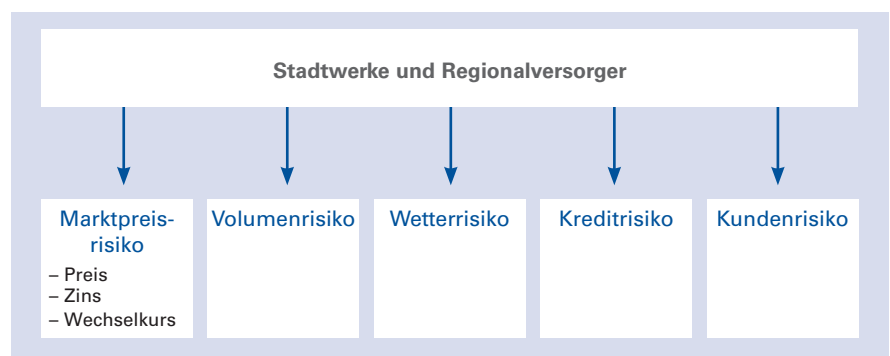 Stadtwerke und Regionalversorger
Marktpreis-
risiko
– Preis
– Zins
– Wechselkurs
Volumenrisiko
Wetterrisiko
Kreditrisiko
Kundenrisiko